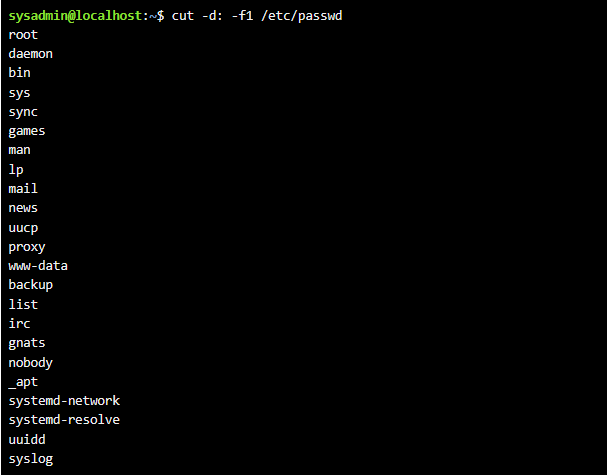 sysadmin@localhost:~$ cut -d: -f1 /etc/passwd
root
daemon
bin
sys
sync
games
man
lp
mail
news
uucp
proxy
www-data
backup
list
irc
gnats
nobody
_apt
systemd-network
systemd-resolve
uuidd
syslog